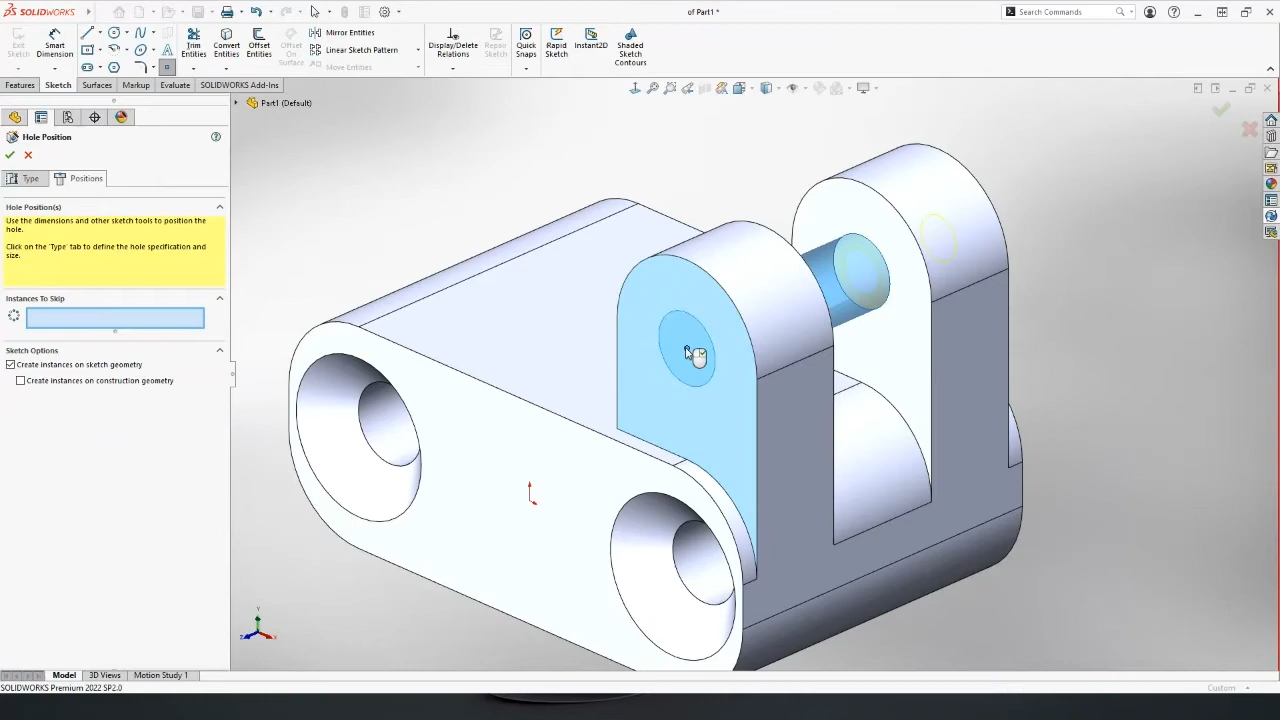 SOLIDWORKS
of Part1 *
Search Commands
Exit Sketch
Smart Dimension
Trim Entities
Convert Entities
Offset Entities
Offset On Surface
Mirror Entities
Linear Sketch Pattern
Move Entities
Display/Delete Relations
Repair Sketch
Quick Snaps
Rapid Sketch
Instant2D
Shaded Sketch Contours
Features
Sketch
Surfaces
Markup
Evaluate
SOLIDWORKS Add-Ins
Part1 (Default)
Hole Position
Type
Positions
Hole Position(s)
Use the dimensions and other sketch tools to position the
hole.
Click on the 'Type' tab to define the hole specification and
size.
Instances To Skip
Sketch Options
Create instances on sketch geometry
Create instances on construction geometry
Y
Z
X
Model
3D Views
Motion Study 1
SOLIDWORKS Premium 2022 SP2.0
Custom